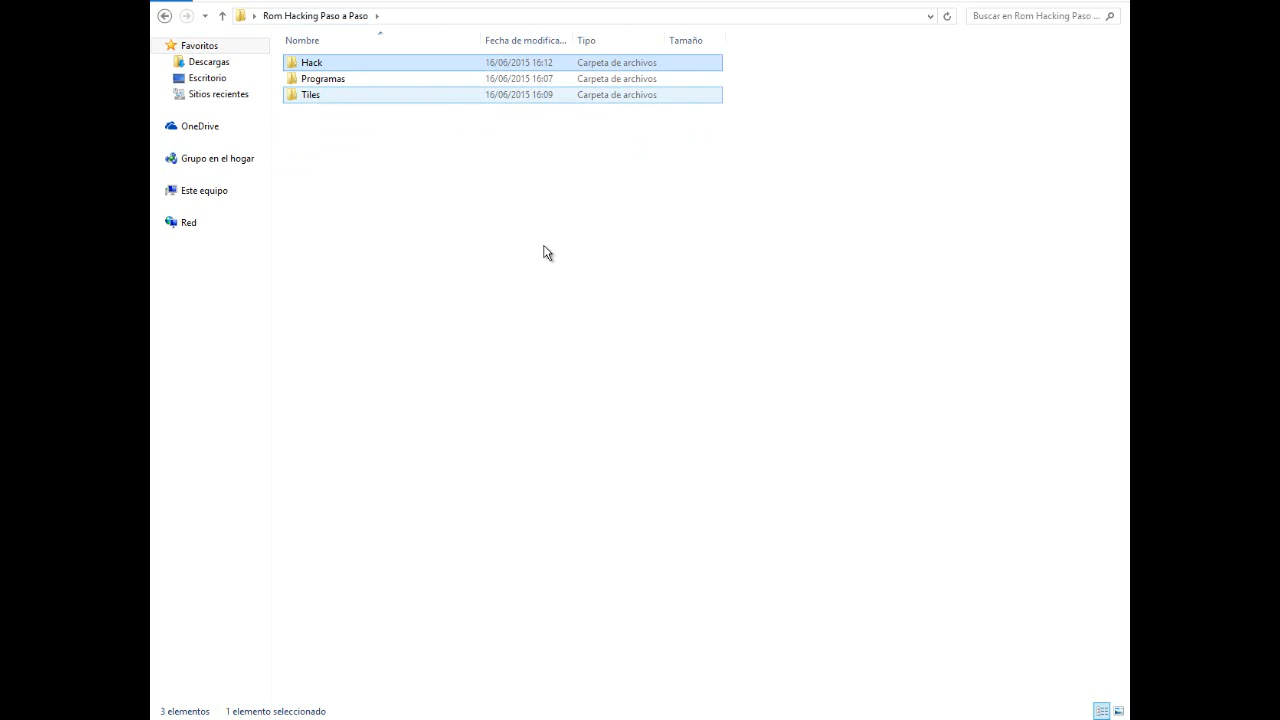 Rom Hacking Paso a Paso
Buscar en Rom Hacking Paso ...
Nombre Fecha de modifica... Tipo Tamaño
Favoritos
Descargas
Escritorio
Sitios recientes
OneDrive
Grupo en el hogar
Este equipo
Red
Hack 16/06/2015 16:12 Carpeta de archivos
Programas 16/06/2015 16:07 Carpeta de archivos
Tiles 16/06/2015 16:09 Carpeta de archivos
3 elementos 1 elemento seleccionado